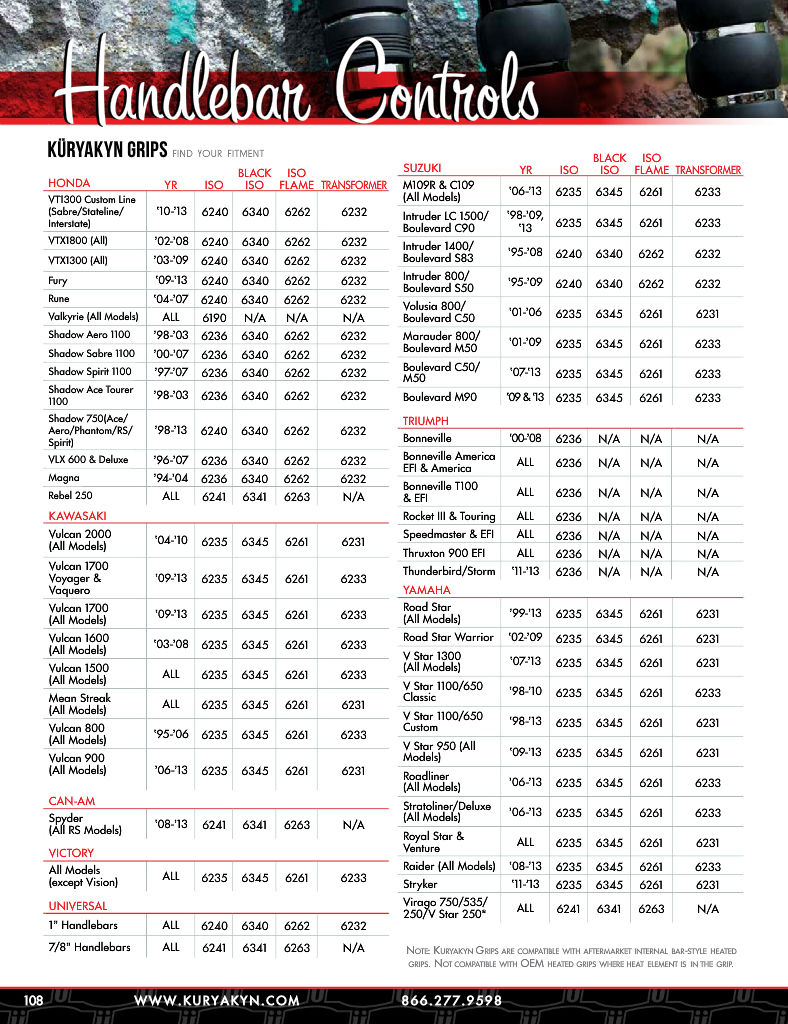 Handlebar Controls
KÜRYAKYN GRIPS FIND YOUR FITMENT
HONDA YR ISO BLACK ISO ISO FLAME TRANSFORMER
VT1300 Custom Line (Sabre/Stateline/Interstate) '10-'13 6240 6340 6262 6232
VTX1800 (All) '02-'08 6240 6340 6262 6232
VTX1300 (All) '03-'09 6240 6340 6262 6232
Fury '09-'13 6240 6340 6262 6232
Rune '04-'07 6240 6340 6262 6232
Valkyrie (All Models) ALL 6190 N/A N/A N/A
Shadow Aero 1100 '98-'03 6236 6340 6262 6232
Shadow Sabre 1100 '00-'07 6236 6340 6262 6232
Shadow Spirit 1100 '97-'07 6236 6340 6262 6232
Shadow Ace Tourer 1100 '98-'03 6236 6340 6262 6232
Shadow 750(Ace/Aero/Phantom/RS/Spirit) '98-'13 6240 6340 6262 6232
VLX 600 & Deluxe '96-'07 6236 6340 6262 6232
Magna '94-'04 6236 6340 6262 6232
Rebel 250 ALL 6241 6341 6263 N/A
KAWASAKI
Vulcan 2000 (All Models) '04-'10 6235 6345 6261 6231
Vulcan 1700 Voyager & Vaquero '09-'13 6235 6345 6261 6233
Vulcan 1700 (All Models) '09-'13 6235 6345 6261 6233
Vulcan 1600 (All Models) '03-'08 6235 6345 6261 6233
Vulcan 1500 (All Models) ALL 6235 6345 6261 6233
Mean Streak (All Models) ALL 6235 6345 6261 6231
Vulcan 800 (All Models) '95-'06 6235 6345 6261 6233
Vulcan 900 (All Models) '06-'13 6235 6345 6261 6231
CAN-AM
Spyder (All RS Models) '08-'13 6241 6341 6263 N/A
VICTORY
All Models (except Vision) ALL 6235 6345 6261 6233
UNIVERSAL
1" Handlebars ALL 6240 6340 6262 6232
7/8" Handlebars ALL 6241 6341 6263 N/A
SUZUKI YR ISO BLACK ISO ISO FLAME TRANSFORMER
M109R & C109 (All Models) '06-'13 6235 6345 6261 6233
Intruder LC 1500/Boulevard C90 '98-'09, '13 6235 6345 6261 6233
Intruder 1400/Boulevard S83 '95-'08 6240 6340 6262 6232
Intruder 800/Boulevard S50 '95-'09 6240 6340 6262 6232
Volusia 800/Boulevard C50 '01-'06 6235 6345 6261 6231
Marauder 800/Boulevard M50 '01-'09 6235 6345 6261 6233
Boulevard C50/M50 '07-'13 6235 6345 6261 6233
Boulevard M90 '09 & '13 6235 6345 6261 6233
TRIUMPH
Bonneville '00-'08 6236 N/A N/A N/A
Bonneville America EFI & America ALL 6236 N/A N/A N/A
Bonneville T100 & EFI ALL 6236 N/A N/A N/A
Rocket III & Touring ALL 6236 N/A N/A N/A
Speedmaster & EFI ALL 6236 N/A N/A N/A
Thruxton 900 EFI ALL 6236 N/A N/A N/A
Thunderbird/Storm '11-'13 6236 N/A N/A N/A
YAMAHA
Road Star (All Models) '99-'13 6235 6345 6261 6231
Road Star Warrior '02-'09 6235 6345 6261 6231
V Star 1300 (All Models) '07-'13 6235 6345 6261 6231
V Star 1100/650 Classic '98-'10 6235 6345 6261 6233
V Star 1100/650 Custom '98-'13 6235 6345 6261 6231
V Star 950 (All Models) '09-'13 6235 6345 6261 6231
Roadliner (All Models) '06-'13 6235 6345 6261 6233
Stratoliner/Deluxe (All Models) '06-'13 6235 6345 6261 6233
Royal Star & Venture ALL 6235 6345 6261 6231
Raider (All Models) '08-'13 6235 6345 6261 6233
Stryker '11-'13 6235 6345 6261 6231
Virago 750/535/250/V Star 250* ALL 6241 6341 6263 N/A
NOTE: KURYAKYN GRIPS ARE COMPATIBLE WITH AFTERMARKET INTERNAL BAR-STYLE HEATED
GRIPS. NOT COMPATIBLE WITH OEM HEATED GRIPS WHERE HEAT ELEMENT IS IN THE GRIP.
108 WWW.KURYAKYN.COM 866.277.9598